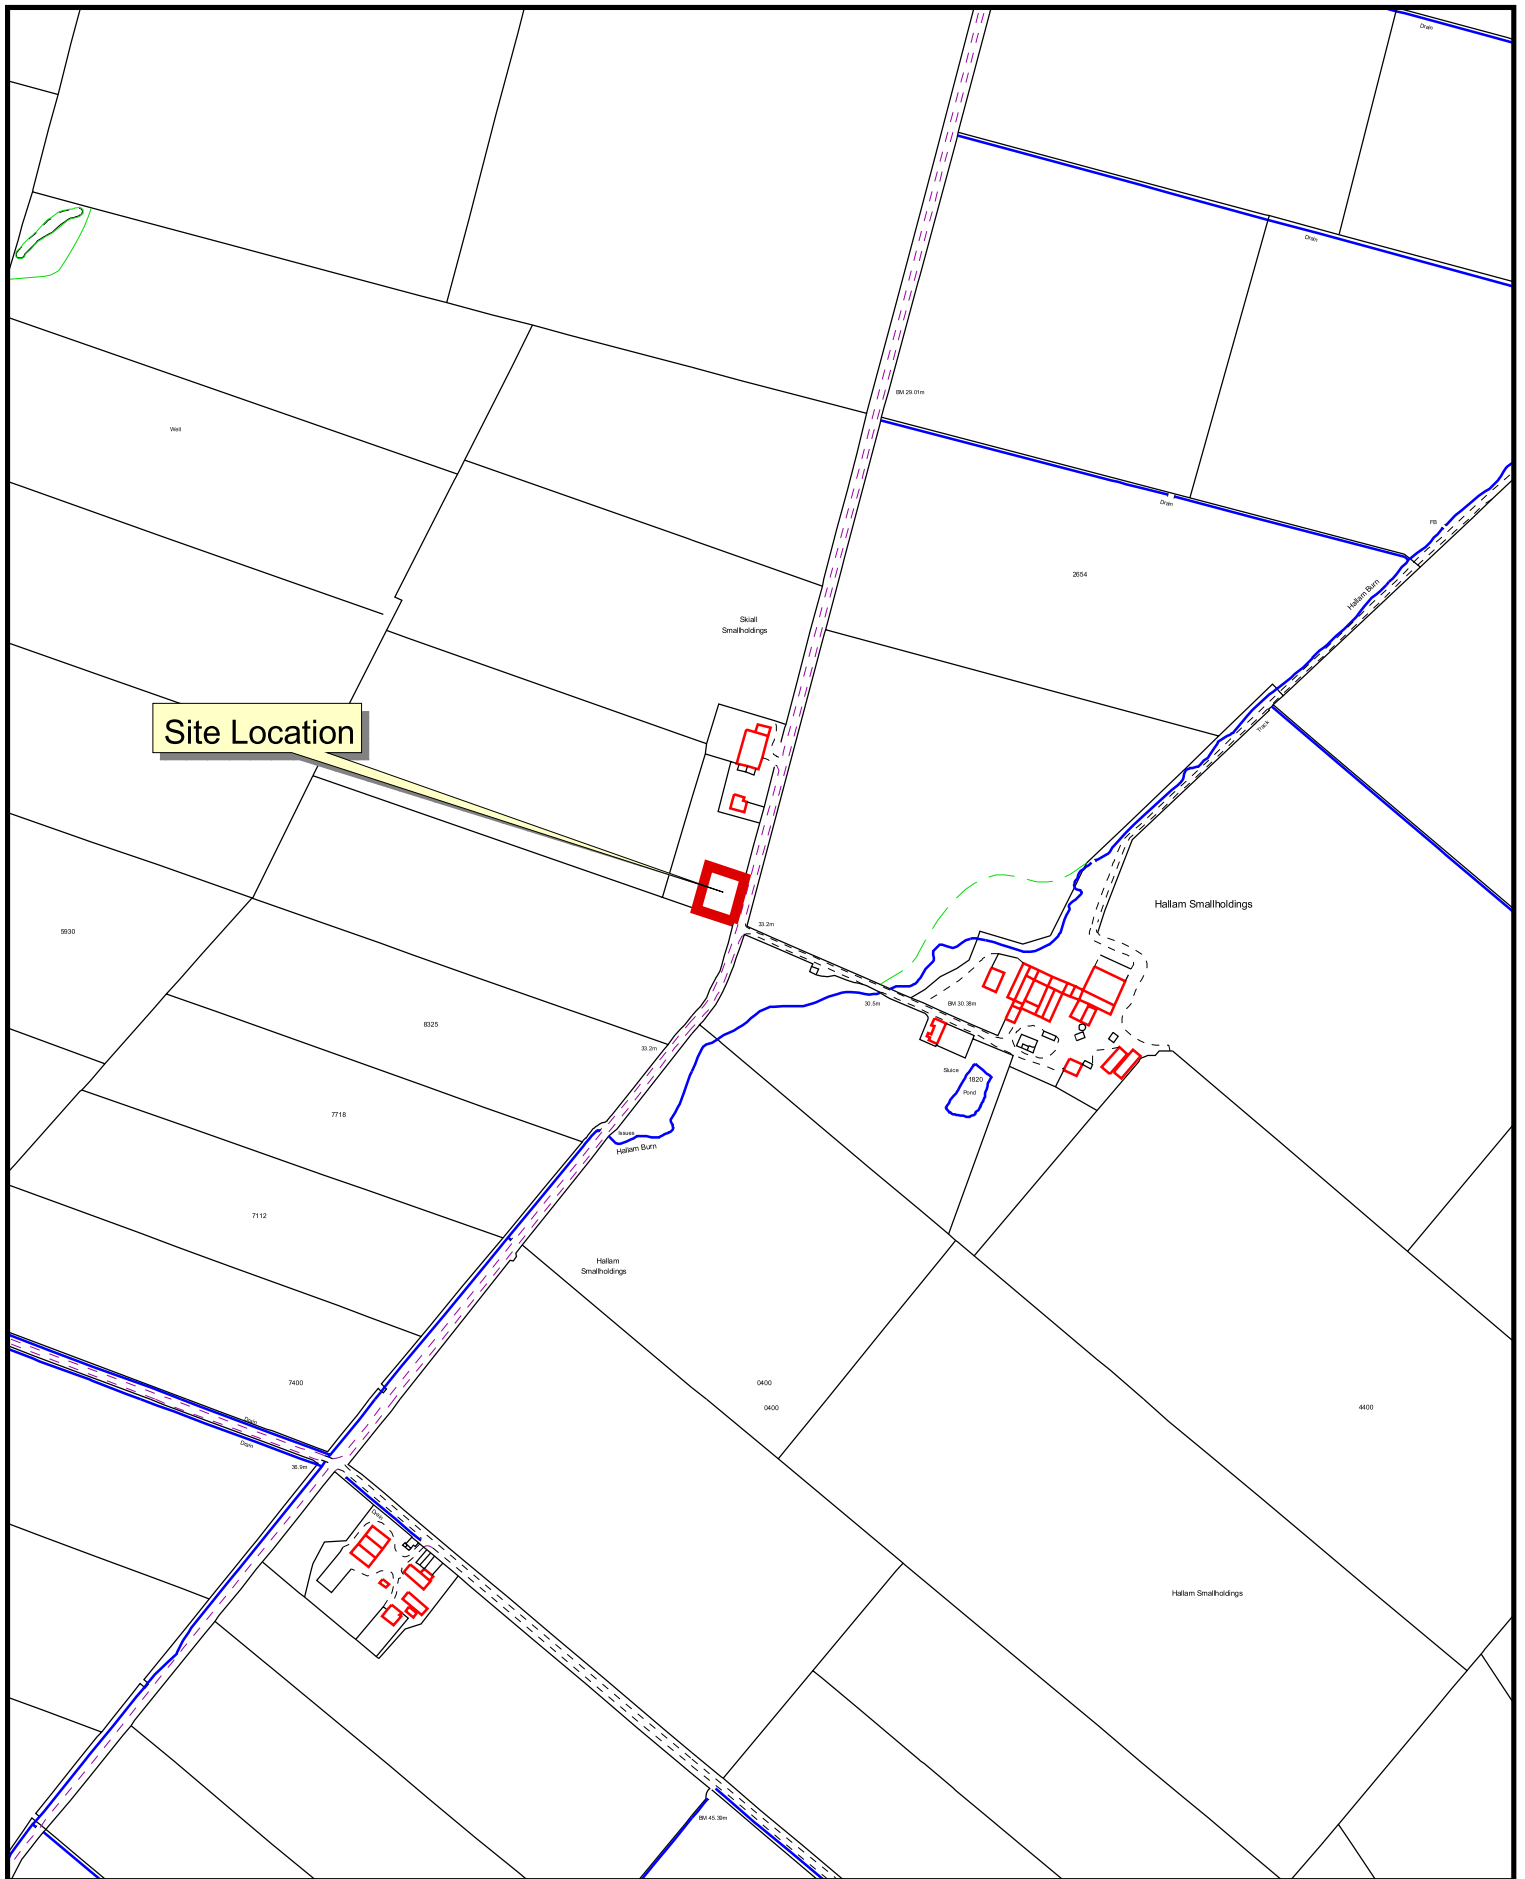 Drain
Drain
BM 29.01m
Well
Drain
FB
2654
Hallam Burn
Skiall
Smallholdings
Site Location
Track
Hallam Smallholdings
33.2m
5930
30.5m
BM 30.38m
8325
33.2m
Sluice
1820
Pond
7718
Issues
Hallam Burn
7112
Hallam
Smallholdings
7400
0400
0400
4400
Drain
Drain
36.9m
Drain
Hallam Smallholdings
BM 45.39m